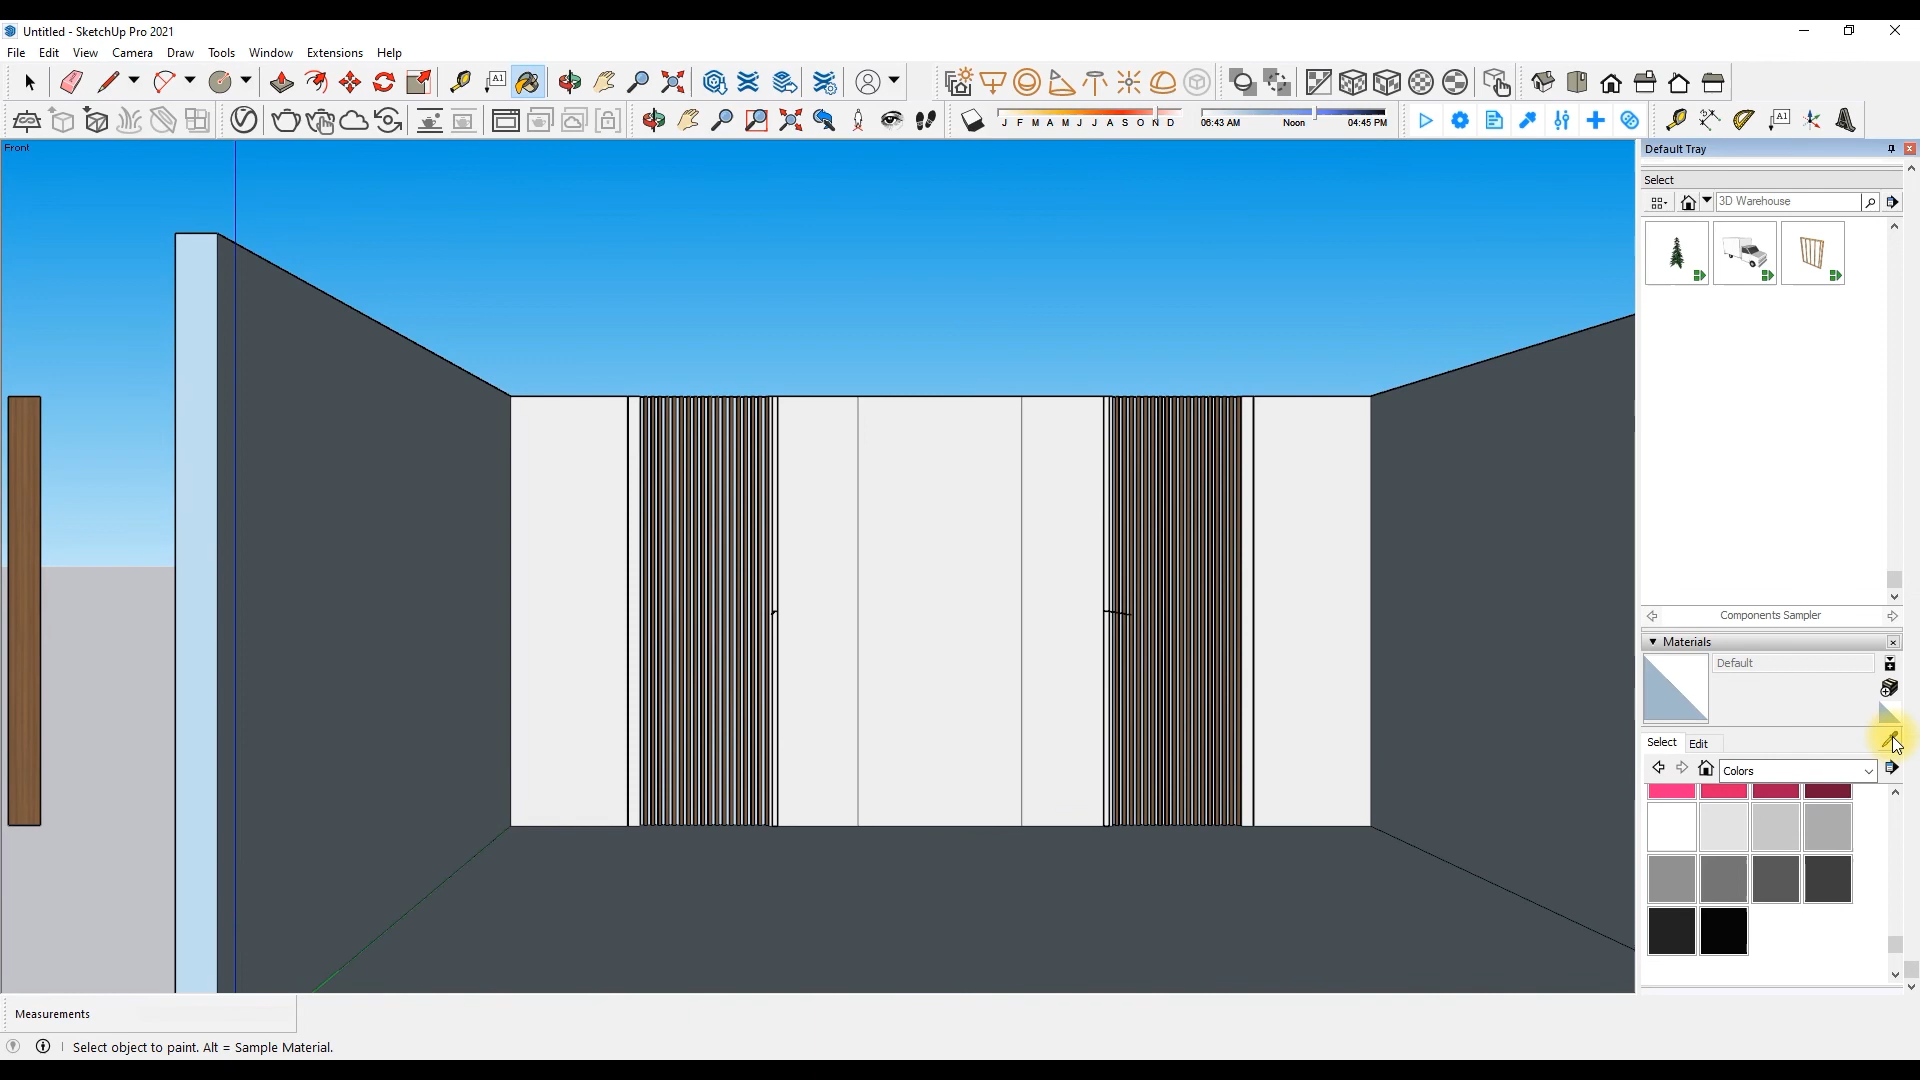 Untitled - SketchUp Pro 2021
File Edit View Camera Draw Tools Window Extensions Help
A1
J F M A M J J A S O N D 06:43 AM Noon 04:45 PM A1
Front
Default Tray
Select
3D Warehouse
Components Sampler
Materials
Default
Select Edit
Colors
Measurements
Select object to paint. Alt = Sample Material.